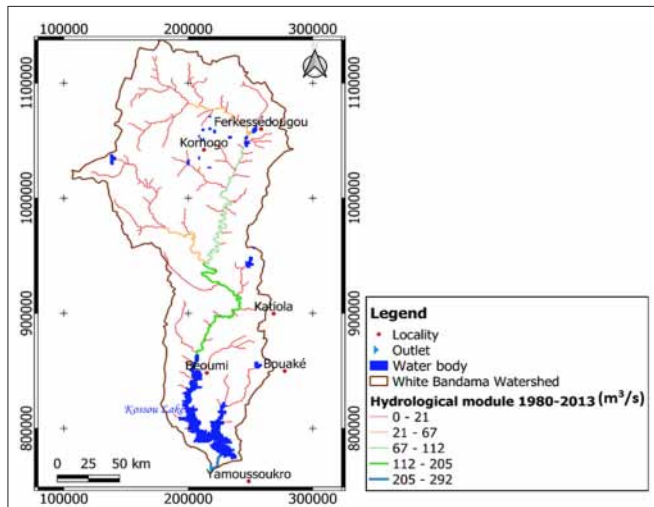 100000 200000 300000
1100000 1100000
Ferkessédougou
Korhogo
1000000 1000000
900000 900000
Katiola
Béoumi
Bouaké
Kossou Lake
800000 800000
0 25 50 km
Yamoussoukro
100000 200000 300000
Legend
Locality
Outlet
Water body
White Bandama Watershed
Hydrological module 1980-2013 (m³/s)
0 - 21
21 - 67
67 - 112
112 - 205
205 - 292